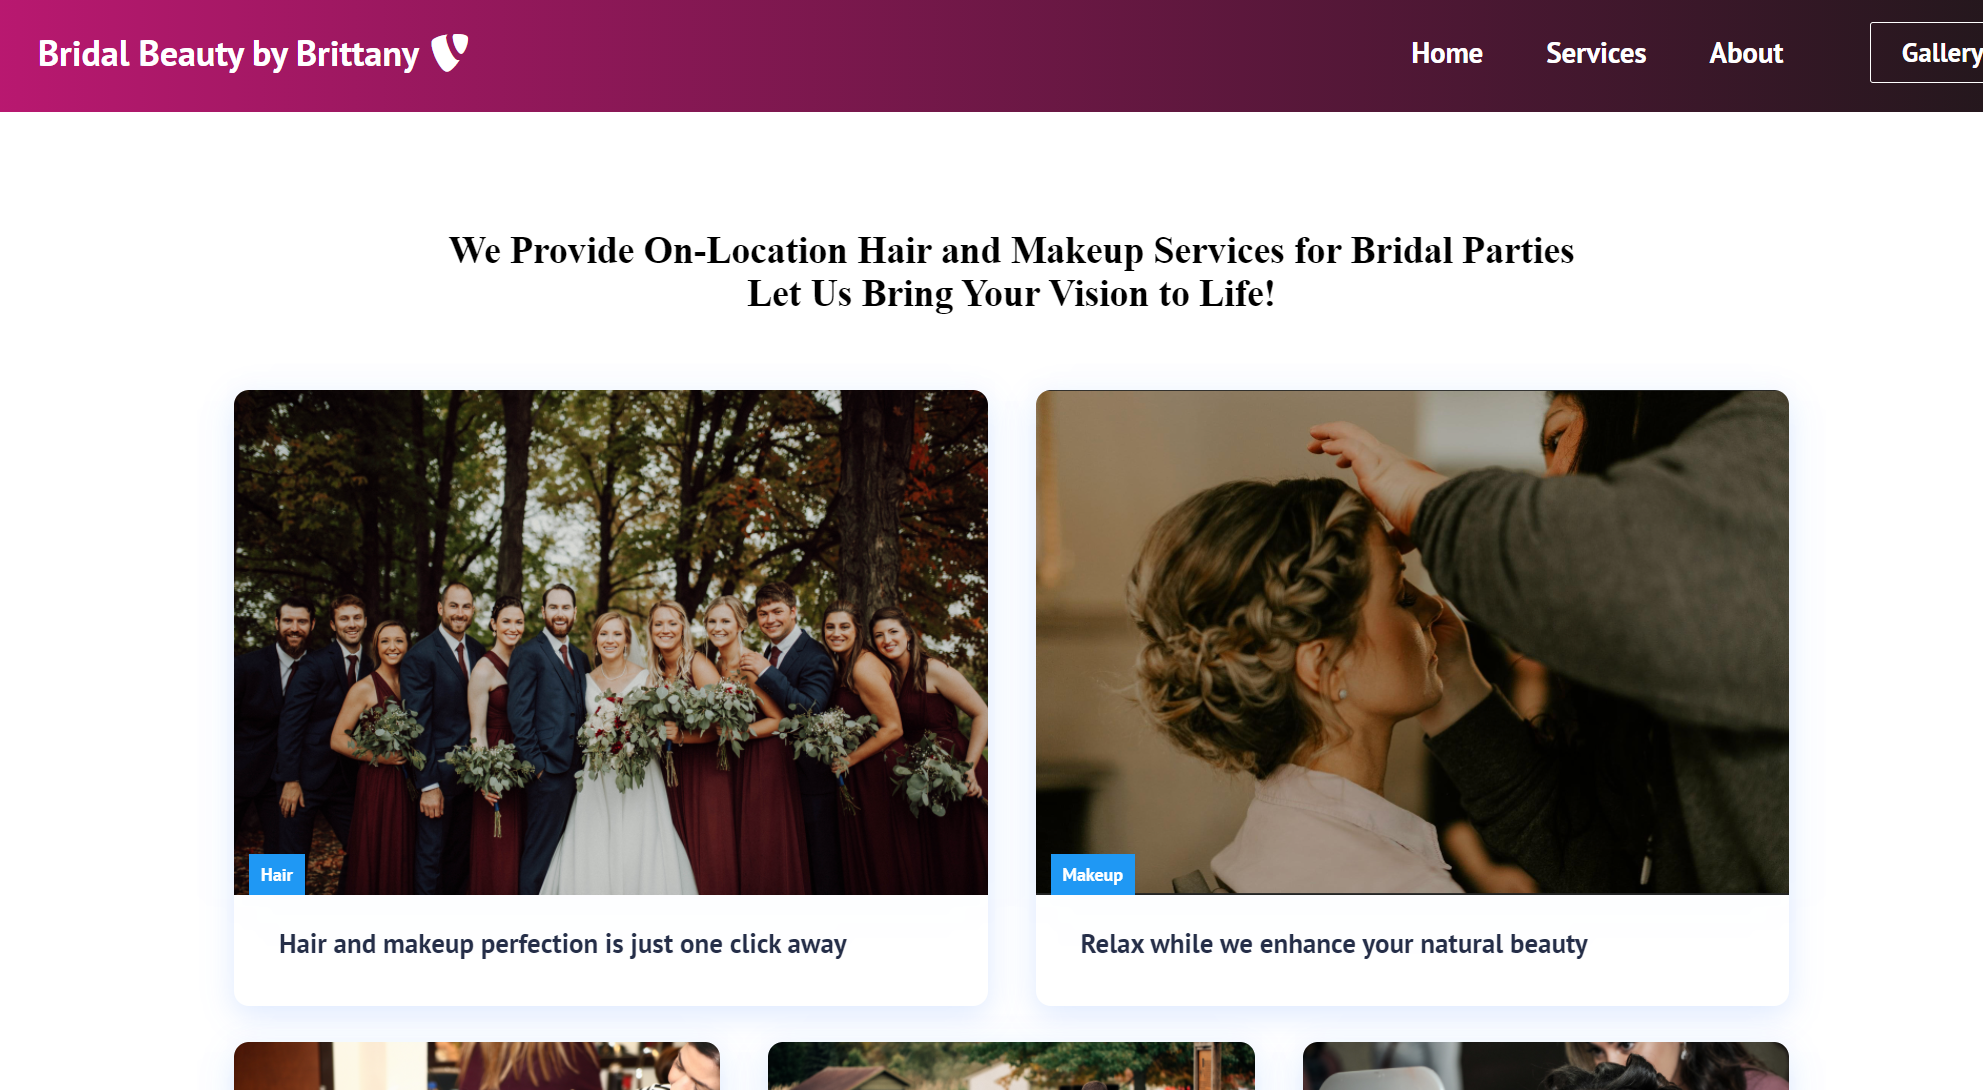 Bridal Beauty by Brittany
Home Services About Gallery
We Provide On-Location Hair and Makeup Services for Bridal Parties
Let Us Bring Your Vision to Life!
Hair
Makeup
Hair and makeup perfection is just one click away
Relax while we enhance your natural beauty